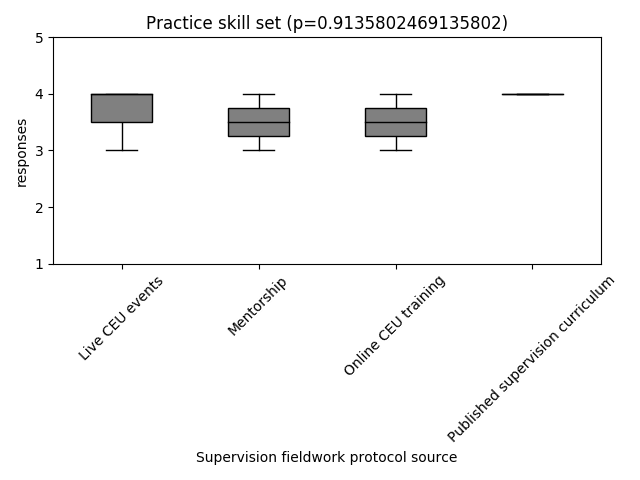 Practice skill set (p=0.9135802469135802)
5
4
3
2
1
responses
Live CEU events
Mentorship
Online CEU training
Published supervision curriculum
Supervision fieldwork protocol source